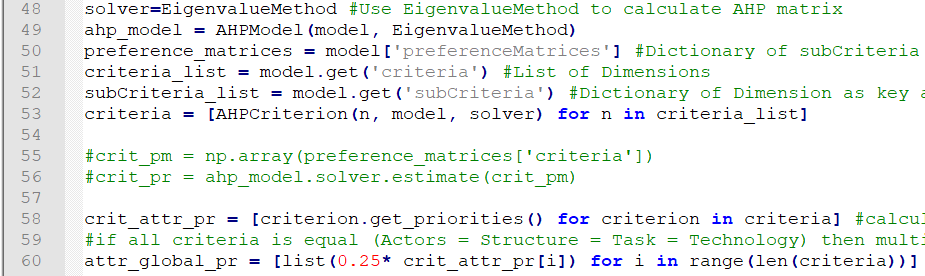 48 solver=EigenvalueMethod #Use EigenvalueMethod to calculate AHP matrix
49 ahp_model = AHPModel(model, EigenvalueMethod)
50 preference_matrices = model['preferenceMatrices'] #Dictionary of subCriteria
51 criteria_list = model.get('criteria') #List of Dimensions
52 subCriteria_list = model.get('subCriteria') #Dictionary of Dimension as key
53 criteria = [AHPCriterion(n, model, solver) for n in criteria_list]
54
55 #crit_pm = np.array(preference_matrices['criteria'])
56 #crit_pr = ahp_model.solver.estimate(crit_pm)
57
58 crit_attr_pr = [criterion.get_priorities() for criterion in criteria]
59 #if all criteria is equal (Actors = Structure = Task = Technology) then
60 attr_global_pr = [list(0.25* crit_attr_pr[i]) for i in range(len(criteria))]